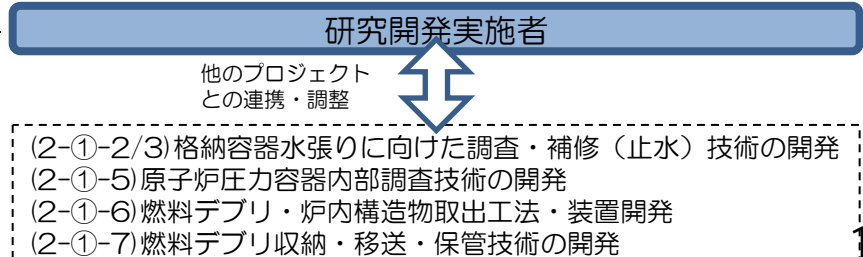 研究開発実施者
他のプロジェクト
との連携・調整
(2-①-2/3)格納容器水張りに向けた調査・補修（止水）技術の開発
(2-①-5)原子炉圧力容器内部調査技術の開発
(2-①-6)燃料デブリ・炉内構造物取出工法・装置開発
(2-①-7)燃料デブリ収納・移送・保管技術の開発